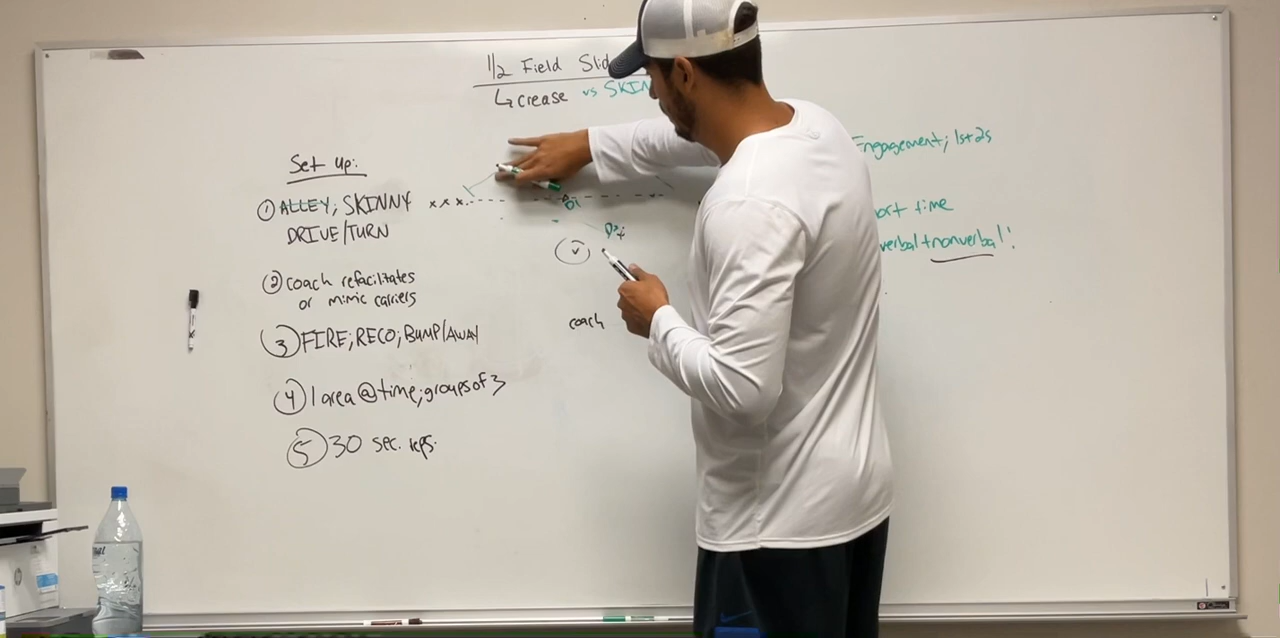 1/2 Field Slid
↳ crease vs SKIN
Set Up:
① ALLEY; SKINNY
DRIVE/TURN
② coach refacilitates
or mimic carriers
③ FIRE; RECO; BUMP/AWAY
④ 1 area @ time; groups of 3
⑤ 30 sec. reps.
x x x
v
coach
Engagement; 1st 2s
ort time
verbal + nonverbal!